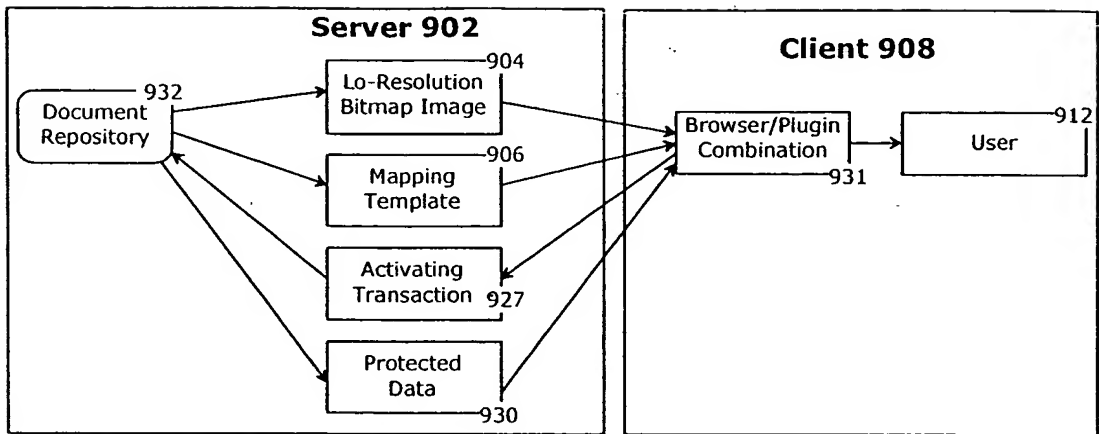 Server 902
932
Document
Repository
904
Lo-Resolution
Bitmap Image
906
Mapping
Template
Activating
Transaction
927
Protected
Data
930
Client 908
Browser/Plugin
Combination
931
912
User